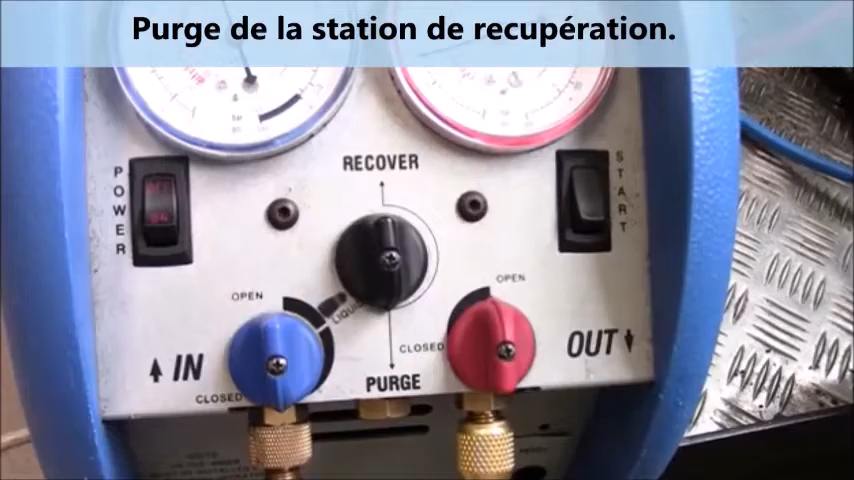 Purge de la station de recupération.
POWER
RECOVER
START
OPEN
OPEN
LIQUID
CLOSED
IN
OUT
PURGE
CLOSED